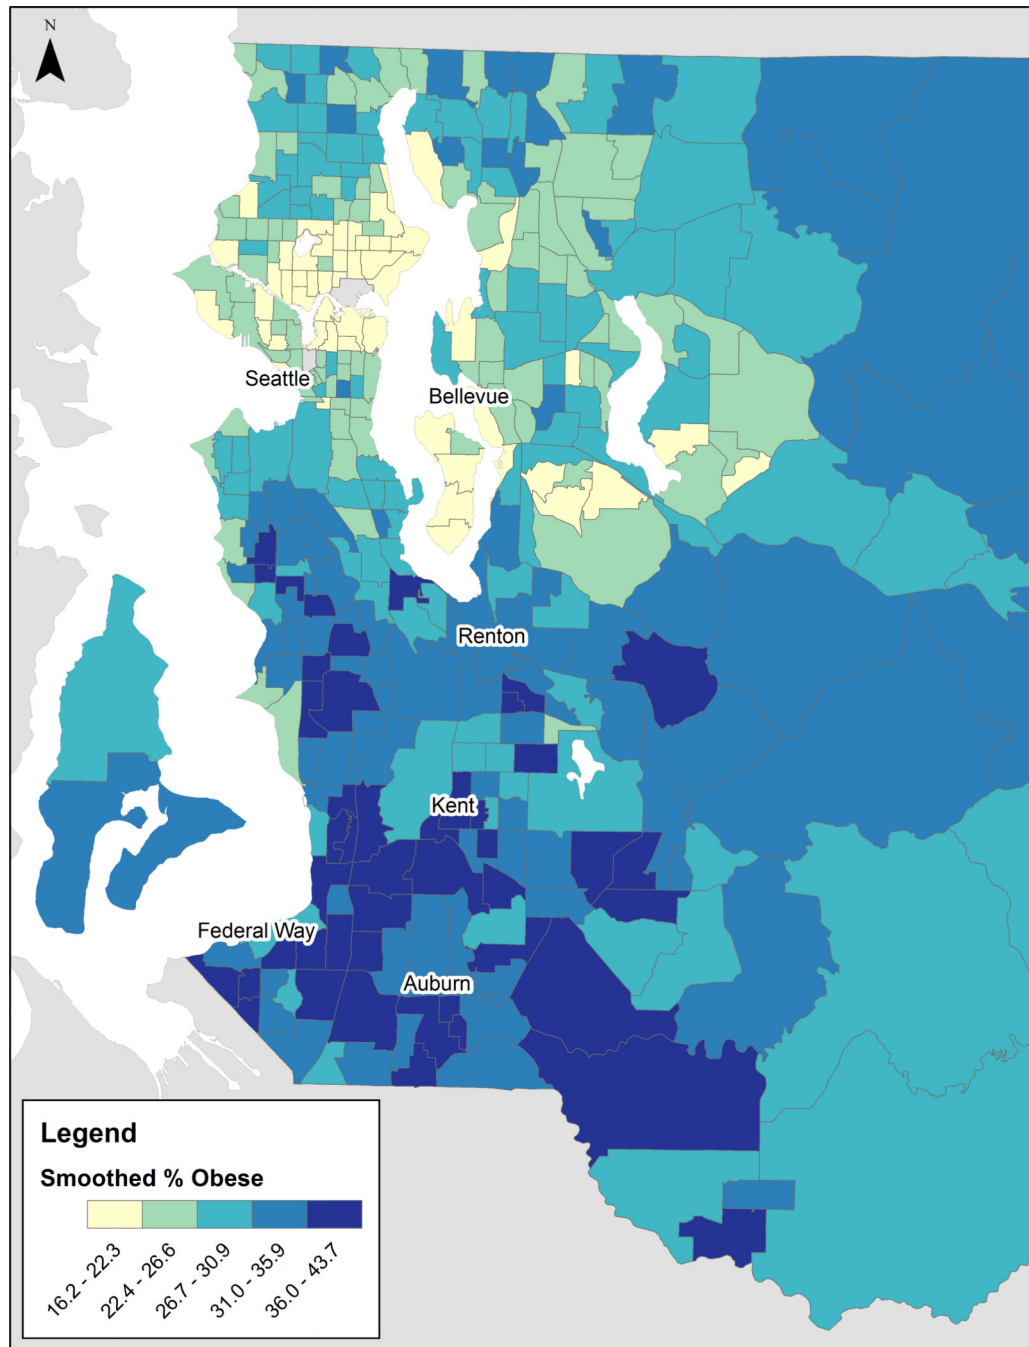 N
Seattle
Bellevue
Renton
Kent
Federal Way
Auburn
Legend
Smoothed % Obese
16.2 - 22.3
22.4 - 26.6
26.7 - 30.9
31.0 - 35.9
36.0 - 43.7